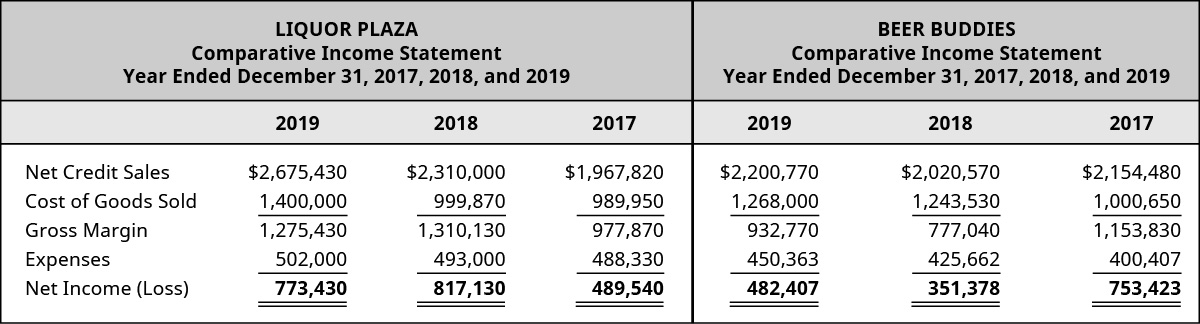 LIQUOR PLAZA
Comparative Income Statement
Year Ended December 31, 2017, 2018, and 2019
BEER BUDDIES
Comparative Income Statement
Year Ended December 31, 2017, 2018, and 2019
2019 2018 2017 2019 2018 2017
Net Credit Sales $2,675,430 $2,310,000 $1,967,820 $2,200,770 $2,020,570 $2,154,480
Cost of Goods Sold 1,400,000 999,870 989,950 1,268,000 1,243,530 1,000,650
Gross Margin 1,275,430 1,310,130 977,870 932,770 777,040 1,153,830
Expenses 502,000 493,000 488,330 450,363 425,662 400,407
Net Income (Loss) 773,430 817,130 489,540 482,407 351,378 753,423